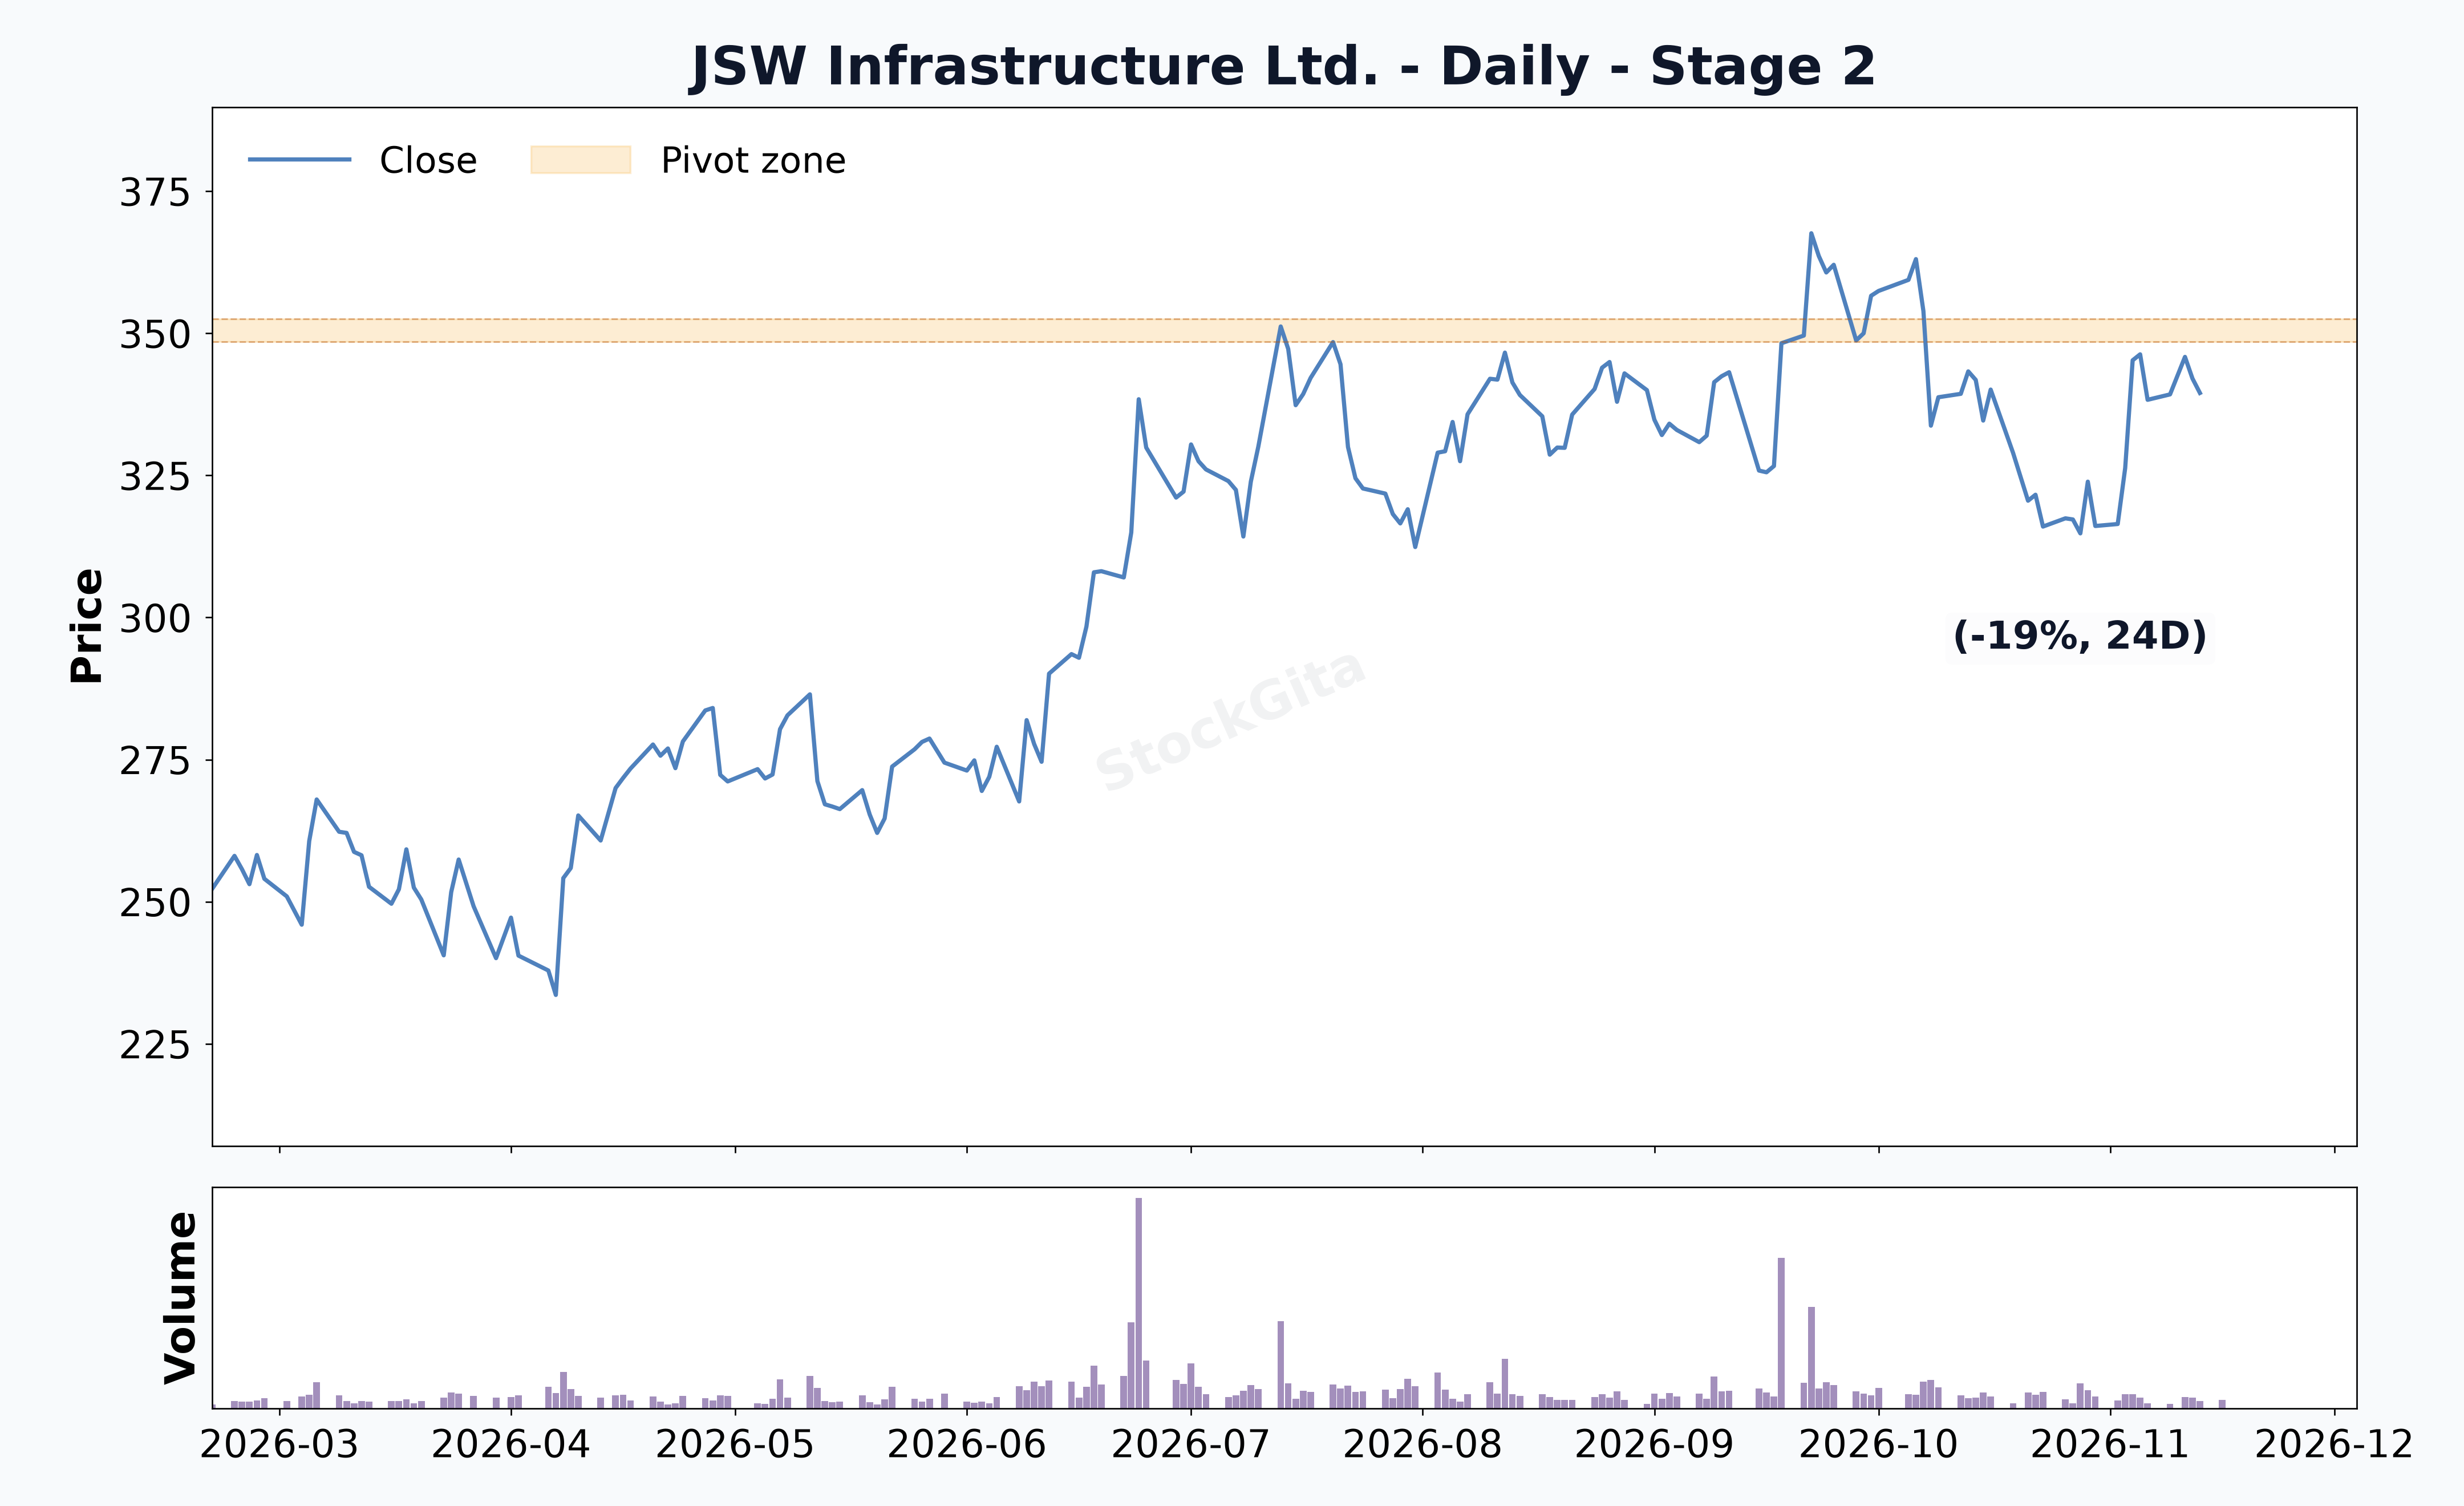 JSW Infrastructure Ltd. - Daily - Stage 2
Close
Pivot zone
375
350
325
300
275
250
225
Price
(-19%, 24D)
StockGita
Volume
2026-03
2026-04
2026-05
2026-06
2026-07
2026-08
2026-09
2026-10
2026-11
2026-12